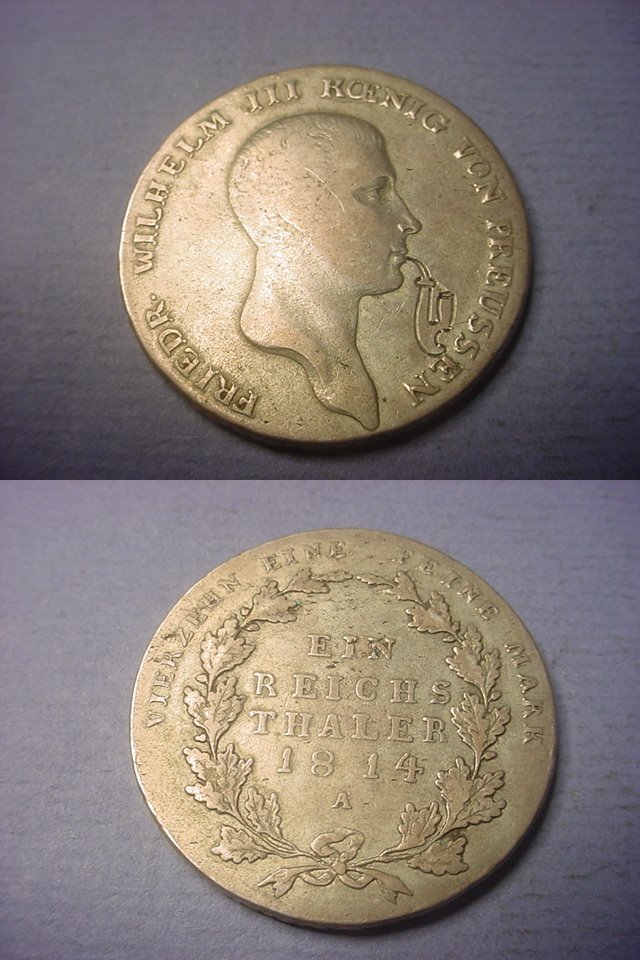 FRIEDR. WILHELM III KŒNIG VON PREUSSEN
VIERZEHN EINE FEINE MARK
EIN
REICHS
THALER
1814
A